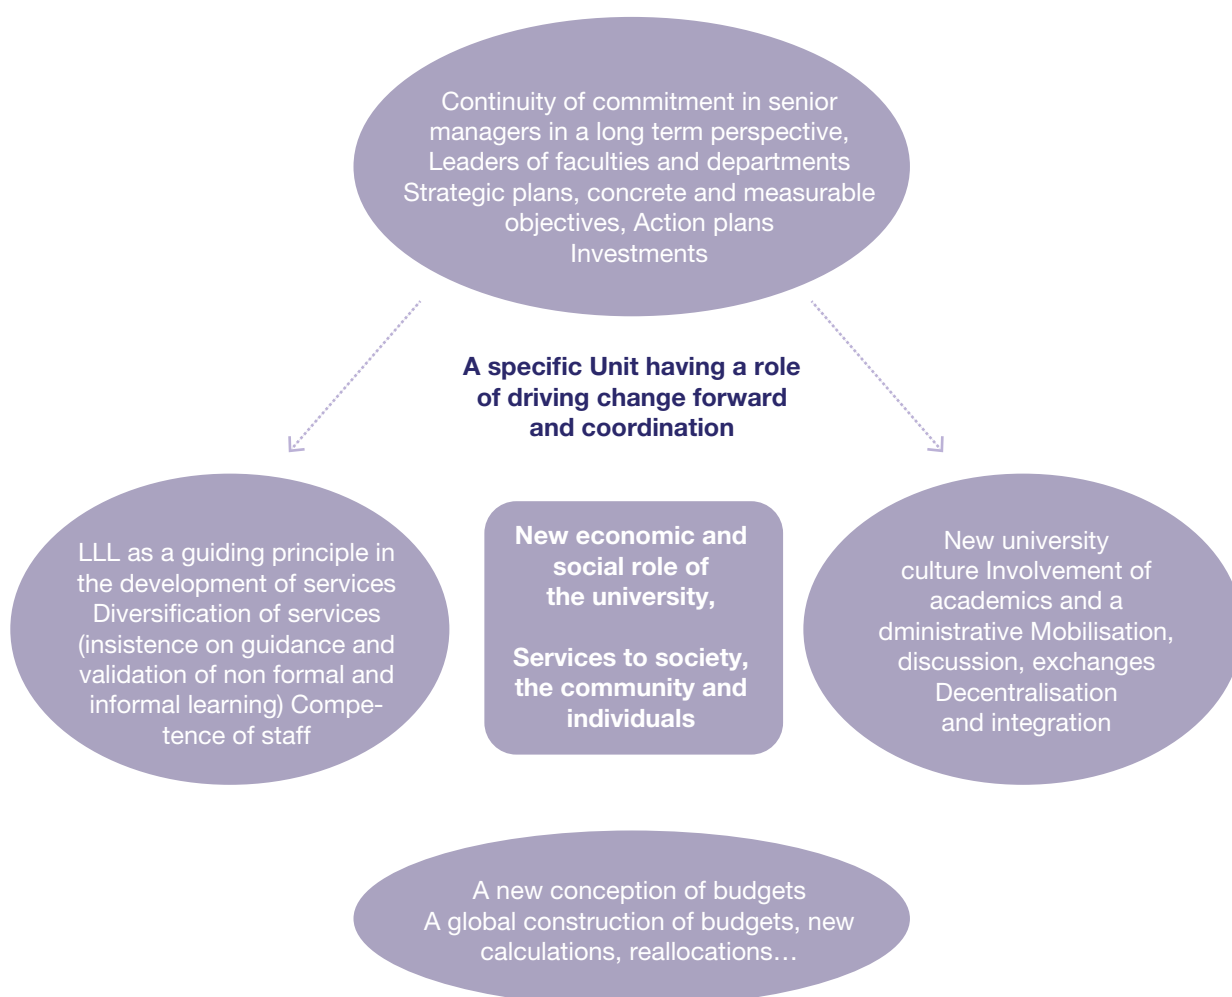 Continuity of commitment in senior
managers in a long term perspective,
Leaders of faculties and departments
Strategic plans, concrete and measurable
objectives, Action plans
Investments
A specific Unit having a role
of driving change forward
and coordination
LLL as a guiding principle in
the development of services
Diversification of services
(insistence on guidance and
validation of non formal and
informal learning) Compe-
tence of staff
New economic and
social role of
the university,
Services to society,
the community and
individuals
New university
culture Involvement of
academics and a
dministrative Mobilisation,
discussion, exchanges
Decentralisation
and integration
A new conception of budgets
A global construction of budgets, new
calculations, reallocations…